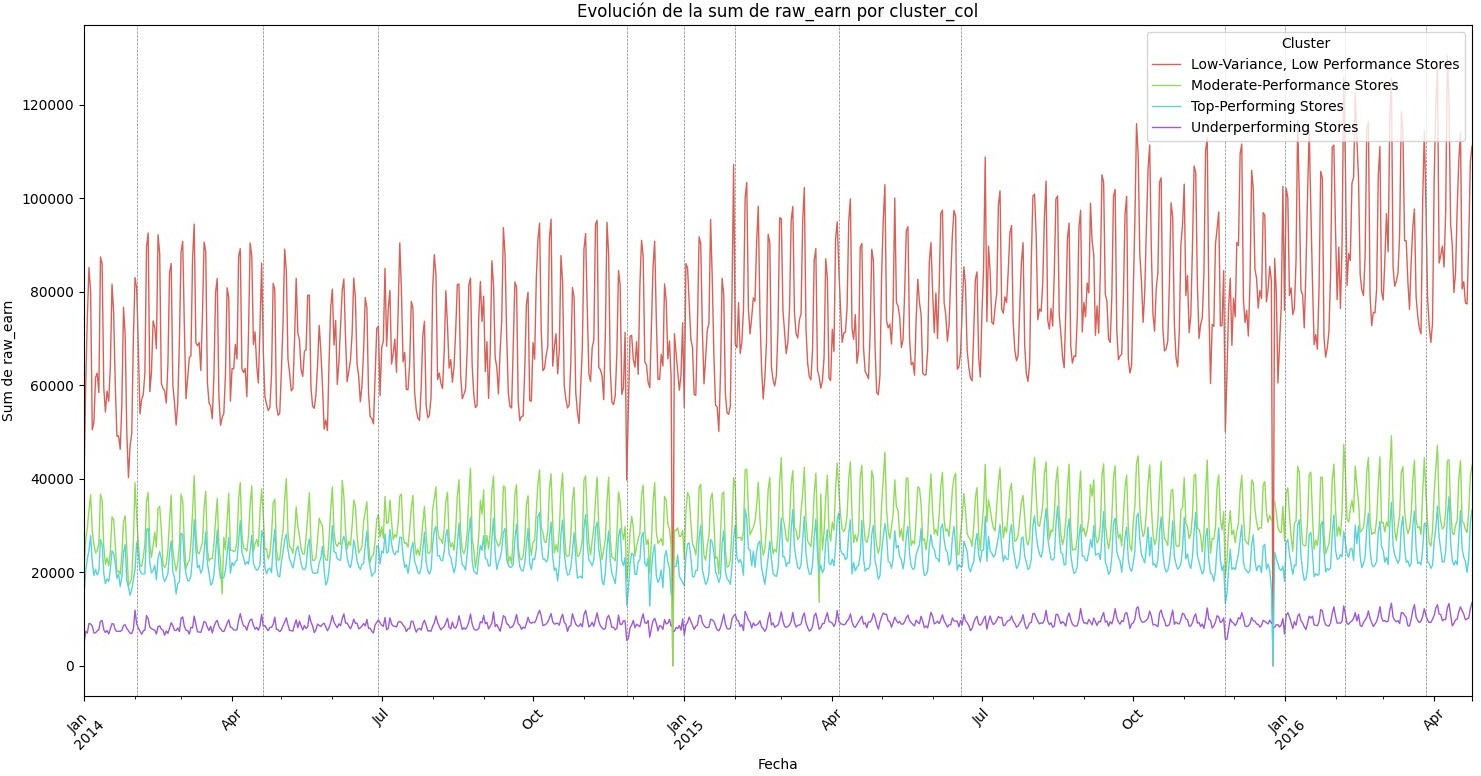 Evolución de la sum de raw_earn por cluster_col
Cluster
Low-Variance, Low Performance Stores
Moderate-Performance Stores
Top-Performing Stores
Underperforming Stores
Sum de raw_earn
120000
100000
80000
60000
40000
20000
0
Jan
2014
Apr
Jul
Oct
Jan
2015
Apr
Jul
Oct
Jan
2016
Apr
Fecha